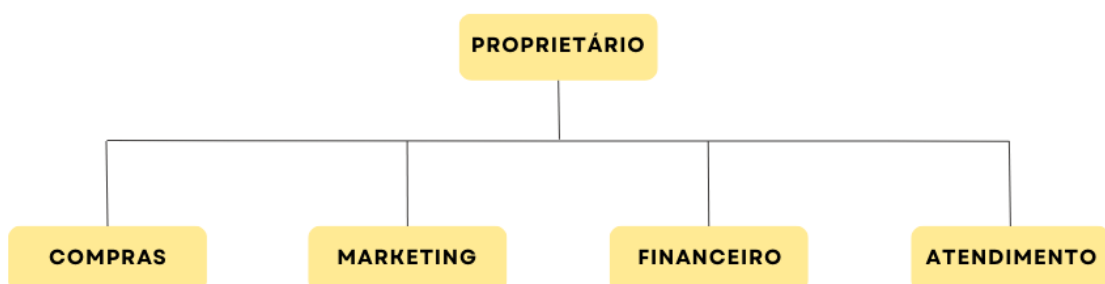 PROPRIETÁRIO
COMPRAS
MARKETING
FINANCEIRO
ATENDIMENTO